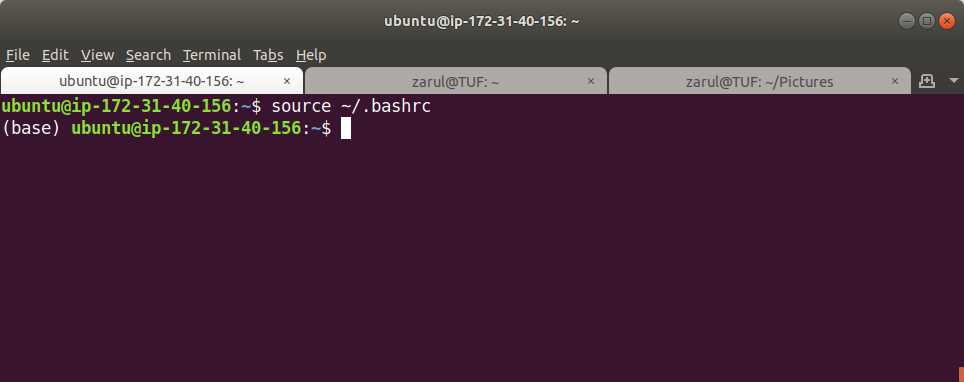 ubuntu@ip-172-31-40-156: ~
File Edit View Search Terminal Tabs Help
ubuntu@ip-172-31-40-156: ~ × zarul@TUF: ~ × zarul@TUF: ~/Pictures ×
ubuntu@ip-172-31-40-156:~$ source ~/.bashrc
(base) ubuntu@ip-172-31-40-156:~$